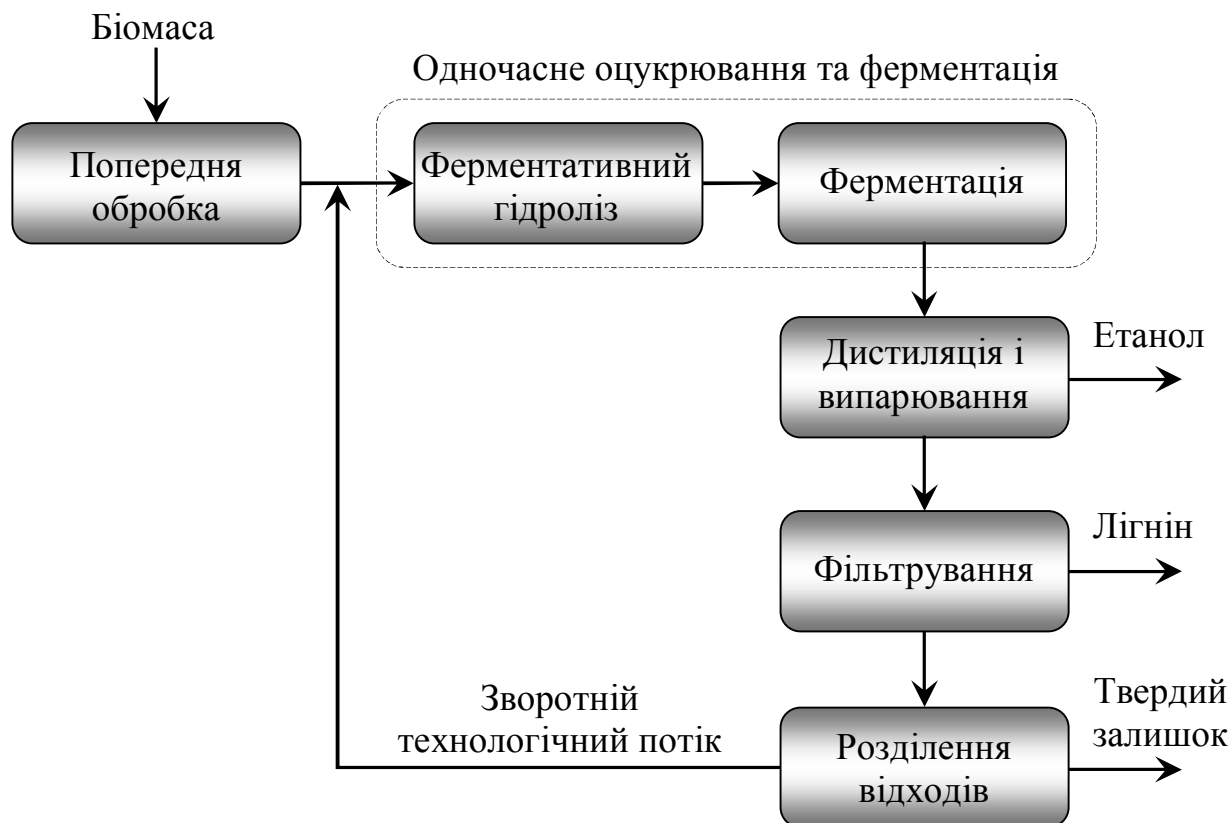 Біомаса
Одночасне оцукрювання та ферментація
Попередня
обробка
Ферментативний
гідроліз
Ферментація
Дистиляція і
випарювання
Етанол
Фільтрування
Лігнін
Зворотній
технологічний потік
Розділення
відходів
Твердий
залишок